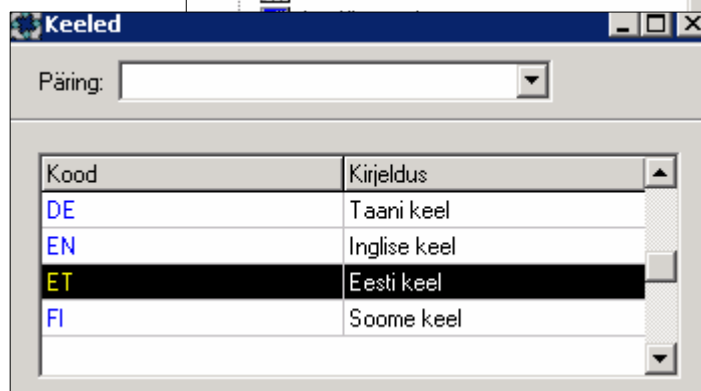 Keeled
Päring:
Kood Kirjeldus
DE Taani keel
EN Inglise keel
ET Eesti keel
FI Soome keel